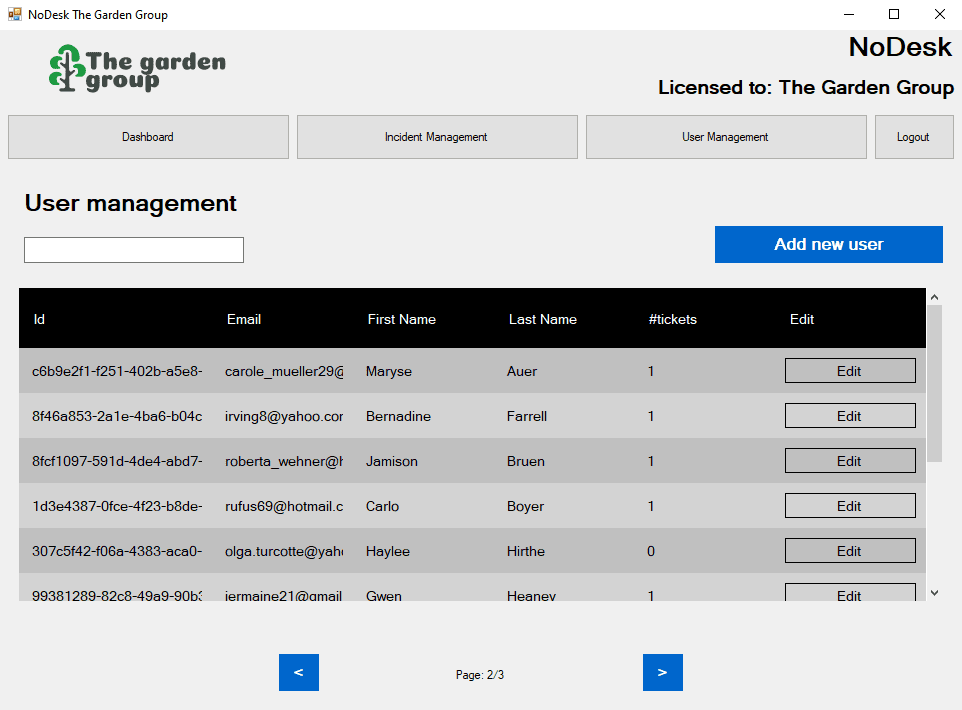 NoDesk The Garden Group
The garden
group
NoDesk
Licensed to: The Garden Group
Dashboard Incident Management User Management Logout
User management
Add new user
Id Email First Name Last Name #tickets Edit
c6b9e2f1-f251-402b-a5e8- carole_mueller29@ Maryse Auer 1 Edit
8f46a853-2a1e-4ba6-b04c irving8@yahoo.cor Bernadine Farrell 1 Edit
8fcf1097-591d-4de4-abd7- roberta_wehner@h Jamison Bruen 1 Edit
1d3e4387-0fce-4f23-b8de- rufus69@hotmail.c Carlo Boyer 1 Edit
307c5f42-f06a-4383-aca0- olga.turcotte@yah Haylee Hirthe 0 Edit
99381289-82c8-49a9-90b3 jermaine21@gmail Gwen Heaney 1 Edit
< Page: 2/3 >